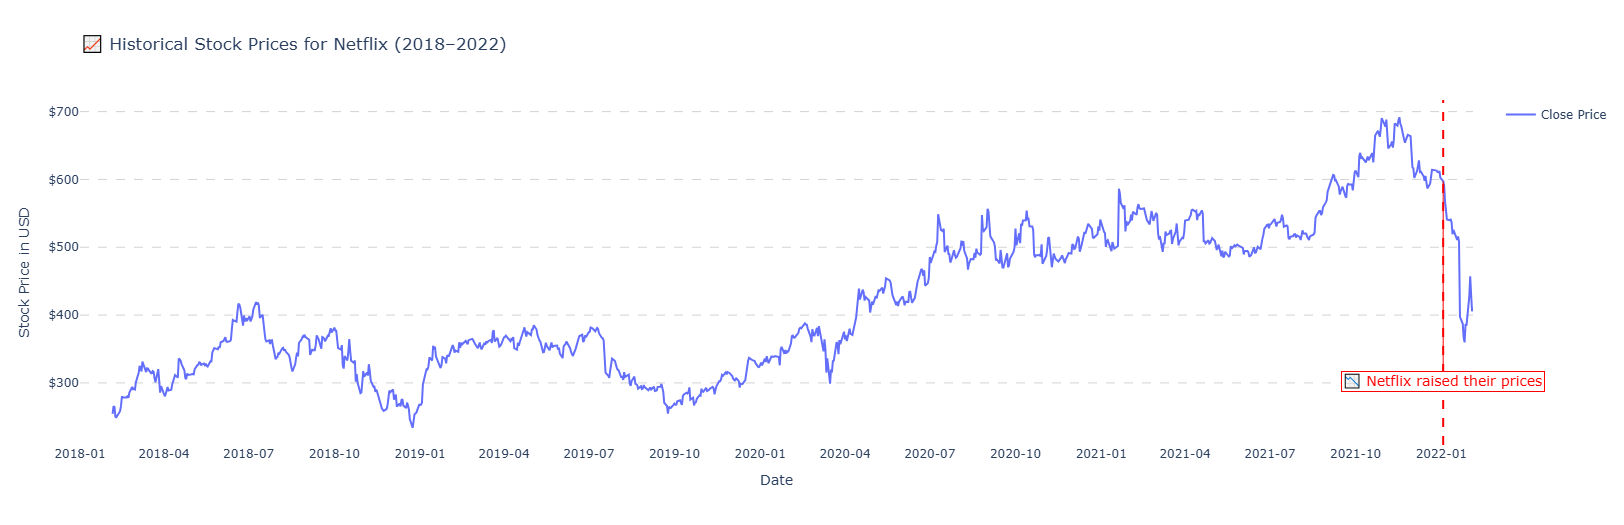 📈 Historical Stock Prices for Netflix (2018–2022)
$700
$600
$500
$400
$300
Stock Price in USD
Close Price
📉 Netflix raised their prices
2018-01 2018-04 2018-07 2018-10 2019-01 2019-04 2019-07 2019-10 2020-01 2020-04 2020-07 2020-10 2021-01 2021-04 2021-07 2021-10 2022-01
Date